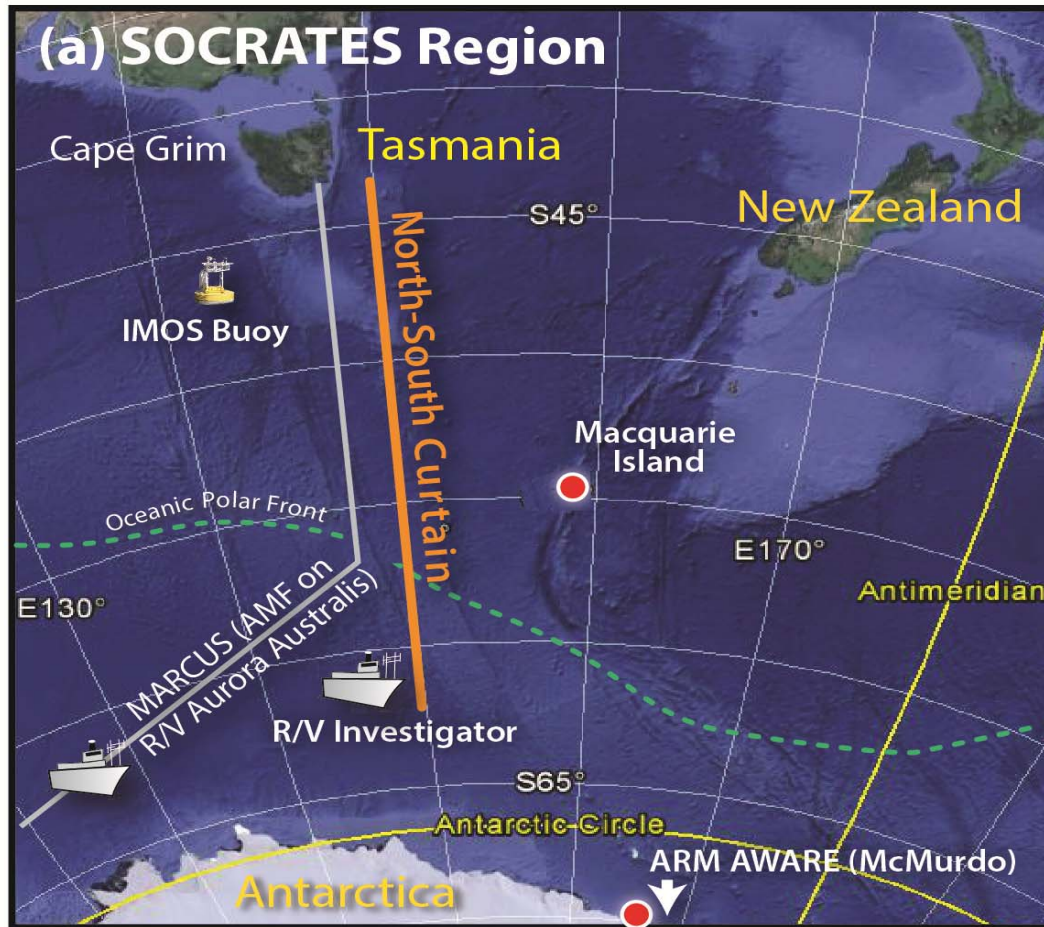 (a) SOCRATES Region
Cape Grim
Tasmania
New Zealand
S45°
North-South Curtain
IMOS Buoy
Macquarie
Island
Oceanic Polar Front
E170°
Antimeridian
E130°
MARCUS (AMF on
R/V Aurora Australis)
R/V Investigator
S65°
Antarctic Circle
ARM AWARE (McMurdo)
Antarctica